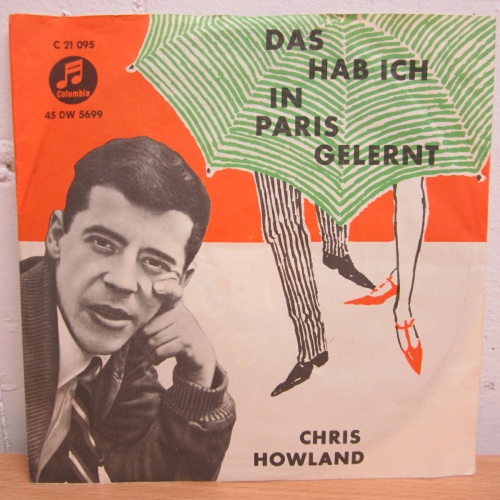 C 21 095
Columbia
45 DW 5699
DAS
HAB ICH
IN
PARIS
GELERNT
CHRIS
HOWLAND